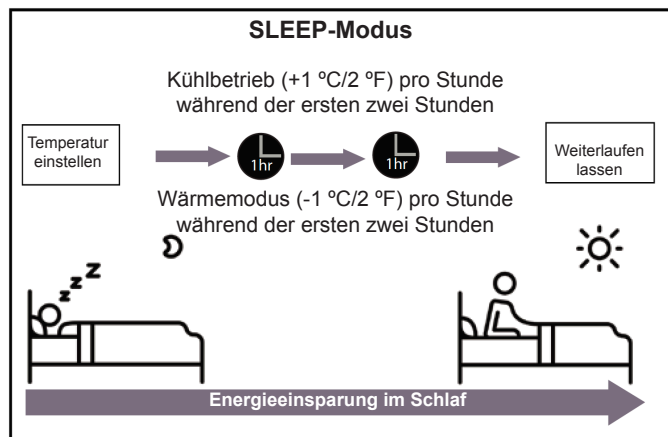 SLEEP-Modus
Kühlbetrieb (+1 ºC/2 ºF) pro Stunde
während der ersten zwei Stunden
Temperatur
einstellen
1hr
1hr
Weiterlaufen
lassen
Wärmemodus (-1 ºC/2 ºF) pro Stunde
während der ersten zwei Stunden
z z z Z
Energieeinsparung im Schlaf